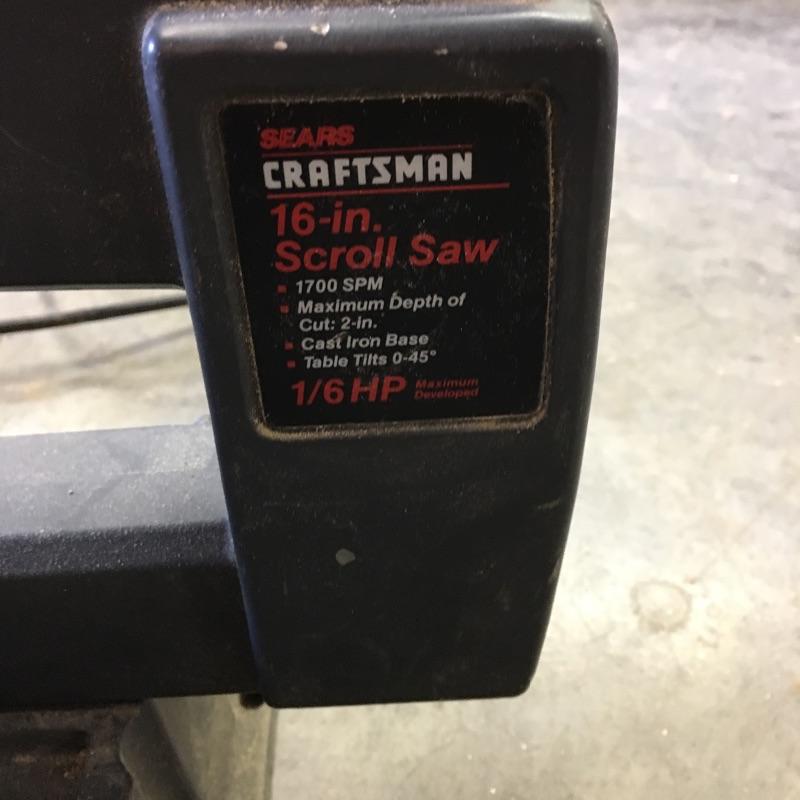 SEARS
CRAFTSMAN
16-in.
Scroll Saw
▪ 1700 SPM
▪ Maximum Depth of
Cut: 2-in.
▪ Cast Iron Base
▪ Table Tilts 0-45°
1/6 HP Maximum
Developed